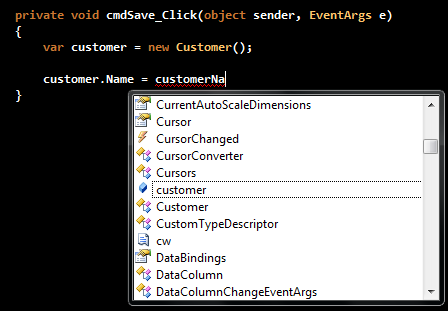 private void cmdSave_Click(object sender, EventArgs e)
{
var customer = new Customer();
customer.Name = customerNa
}
CurrentAutoScaleDimensions
Cursor
CursorChanged
CursorConverter
Cursors
customer
Customer
CustomTypeDescriptor
cw
DataBindings
DataColumn
DataColumnChangeEventArgs